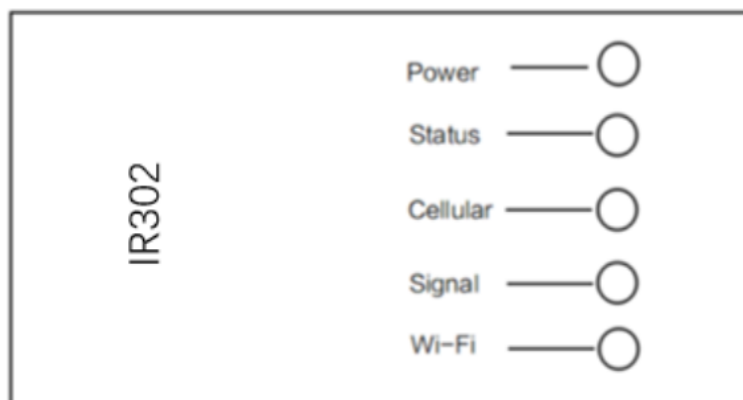 IR302
Power
Status
Cellular
Signal
Wi-Fi